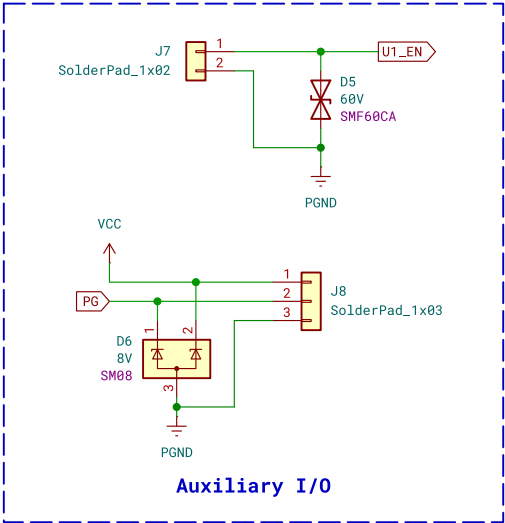 J7
SolderPad_1x02
1
2
U1_EN
D5
60V
SMF60CA
PGND
VCC
PG
1
2
3
J8
SolderPad_1x03
D6
8V
SM08
1
2
3
PGND
Auxiliary I/O